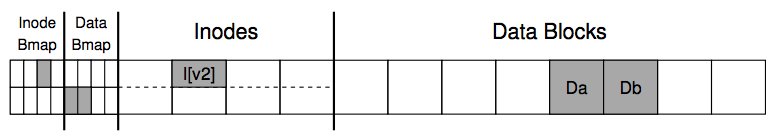 Inode Bmap
Data Bmap
Inodes
Data Blocks
I[v2]
Da
Db